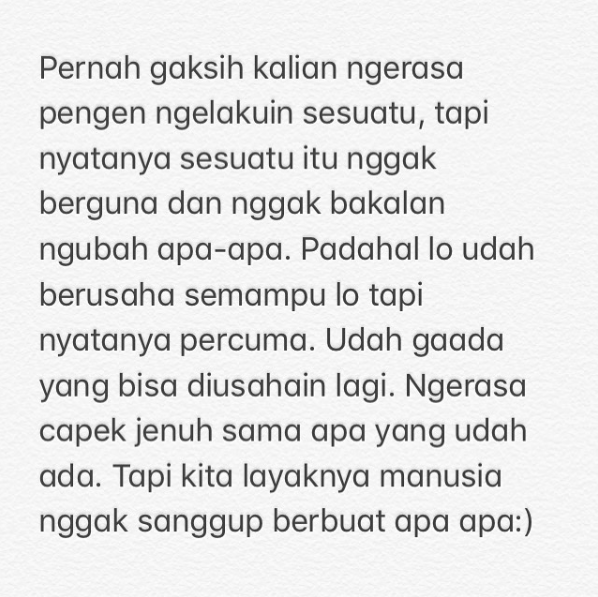 Pernah gaksih kalian ngerasa
pengen ngelakuin sesuatu, tapi
nyatanya sesuatu itu nggak
berguna dan nggak bakalan
ngubah apa-apa. Padahal lo udah
berusaha semampu lo tapi
nyatanya percuma. Udah gaada
yang bisa diusahain lagi. Ngerasa
capek jenuh sama apa yang udah
ada. Tapi kita layaknya manusia
nggak sanggup berbuat apa apa:)